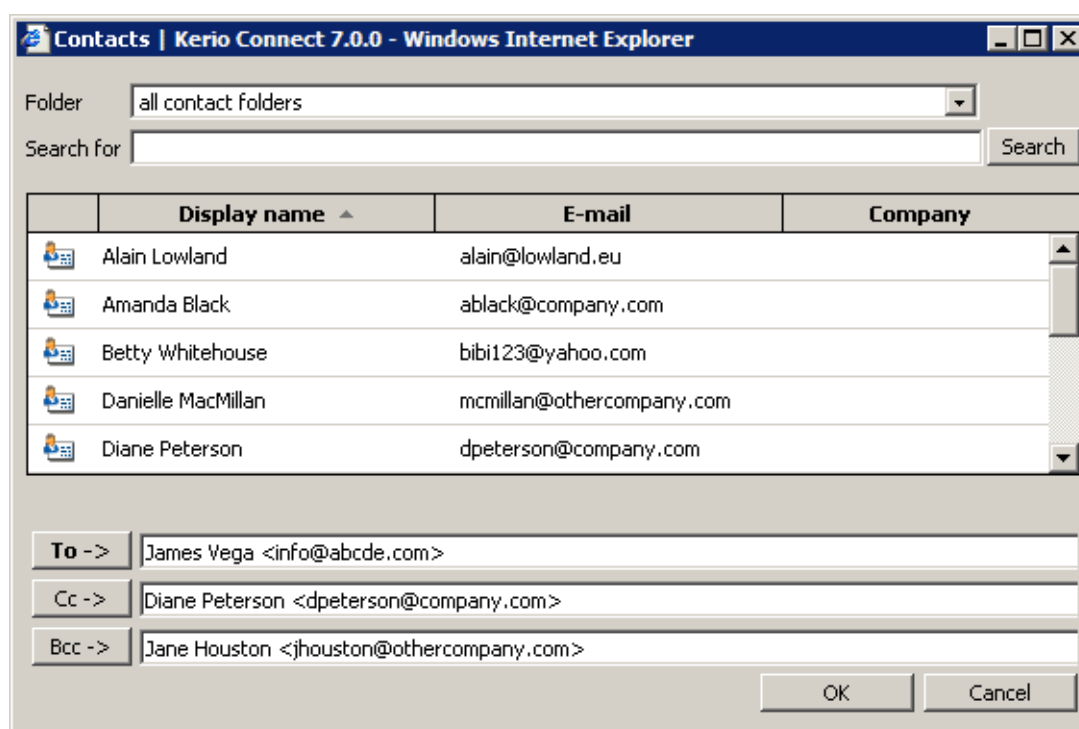 Contacts | Kerio Connect 7.0.0 - Windows Internet Explorer
Folder all contact folders
Search for Search
Display name E-mail Company
Alain Lowland alain@lowland.eu
Amanda Black ablack@company.com
Betty Whitehouse bibi123@yahoo.com
Danielle MacMillan mcmillan@othercompany.com
Diane Peterson dpeterson@company.com
To -> James Vega <info@abcde.com>
Cc -> Diane Peterson <dpeterson@company.com>
Bcc -> Jane Houston <jhouston@othercompany.com>
OK Cancel